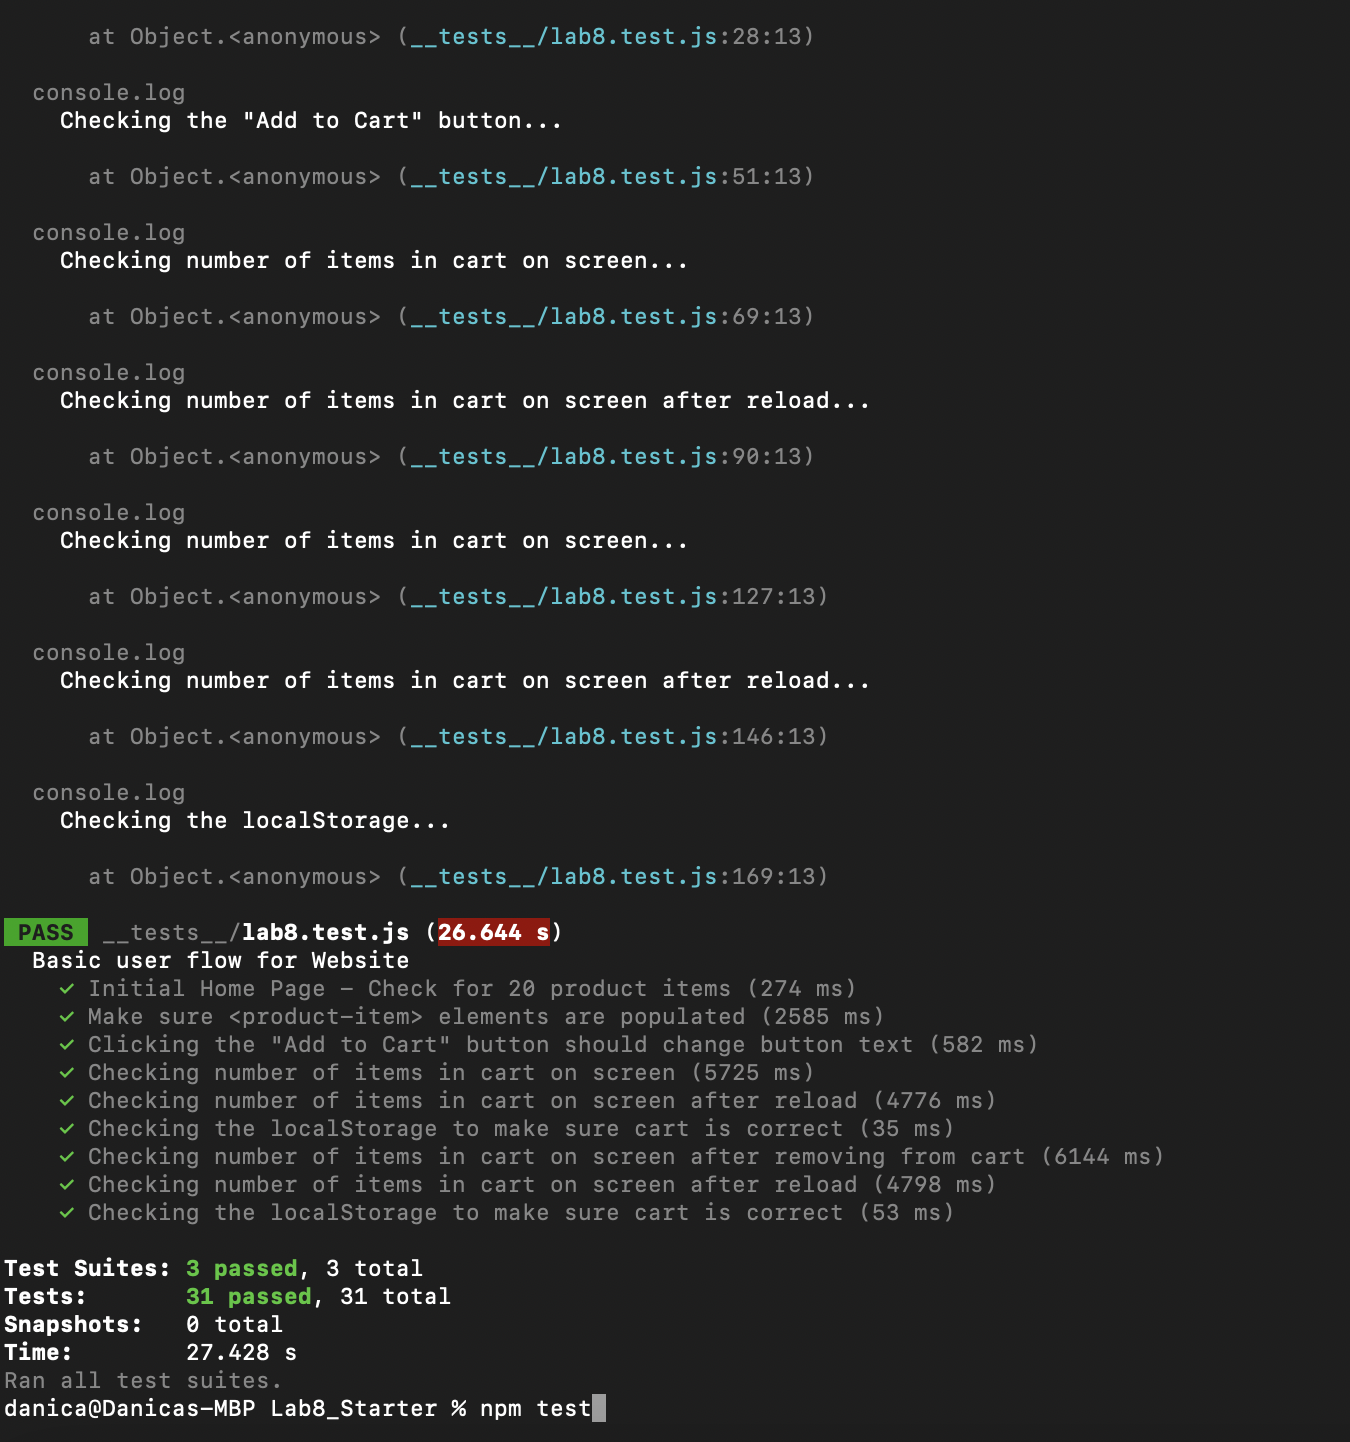 at Object.<anonymous> (__tests__/lab8.test.js:28:13)
console.log
Checking the "Add to Cart" button...
at Object.<anonymous> (__tests__/lab8.test.js:51:13)
console.log
Checking number of items in cart on screen...
at Object.<anonymous> (__tests__/lab8.test.js:69:13)
console.log
Checking number of items in cart on screen after reload...
at Object.<anonymous> (__tests__/lab8.test.js:90:13)
console.log
Checking number of items in cart on screen...
at Object.<anonymous> (__tests__/lab8.test.js:127:13)
console.log
Checking number of items in cart on screen after reload...
at Object.<anonymous> (__tests__/lab8.test.js:146:13)
console.log
Checking the localStorage...
at Object.<anonymous> (__tests__/lab8.test.js:169:13)
PASS __tests__/lab8.test.js (26.644 s)
Basic user flow for Website
✓ Initial Home Page – Check for 20 product items (274 ms)
✓ Make sure <product-item> elements are populated (2585 ms)
✓ Clicking the "Add to Cart" button should change button text (582 ms)
✓ Checking number of items in cart on screen (5725 ms)
✓ Checking number of items in cart on screen after reload (4776 ms)
✓ Checking the localStorage to make sure cart is correct (35 ms)
✓ Checking number of items in cart on screen after removing from cart (6144 ms)
✓ Checking number of items in cart on screen after reload (4798 ms)
✓ Checking the localStorage to make sure cart is correct (53 ms)
Test Suites: 3 passed, 3 total
Tests: 31 passed, 31 total
Snapshots: 0 total
Time: 27.428 s
Ran all test suites.
danica@Danicas-MBP Lab8_Starter % npm test